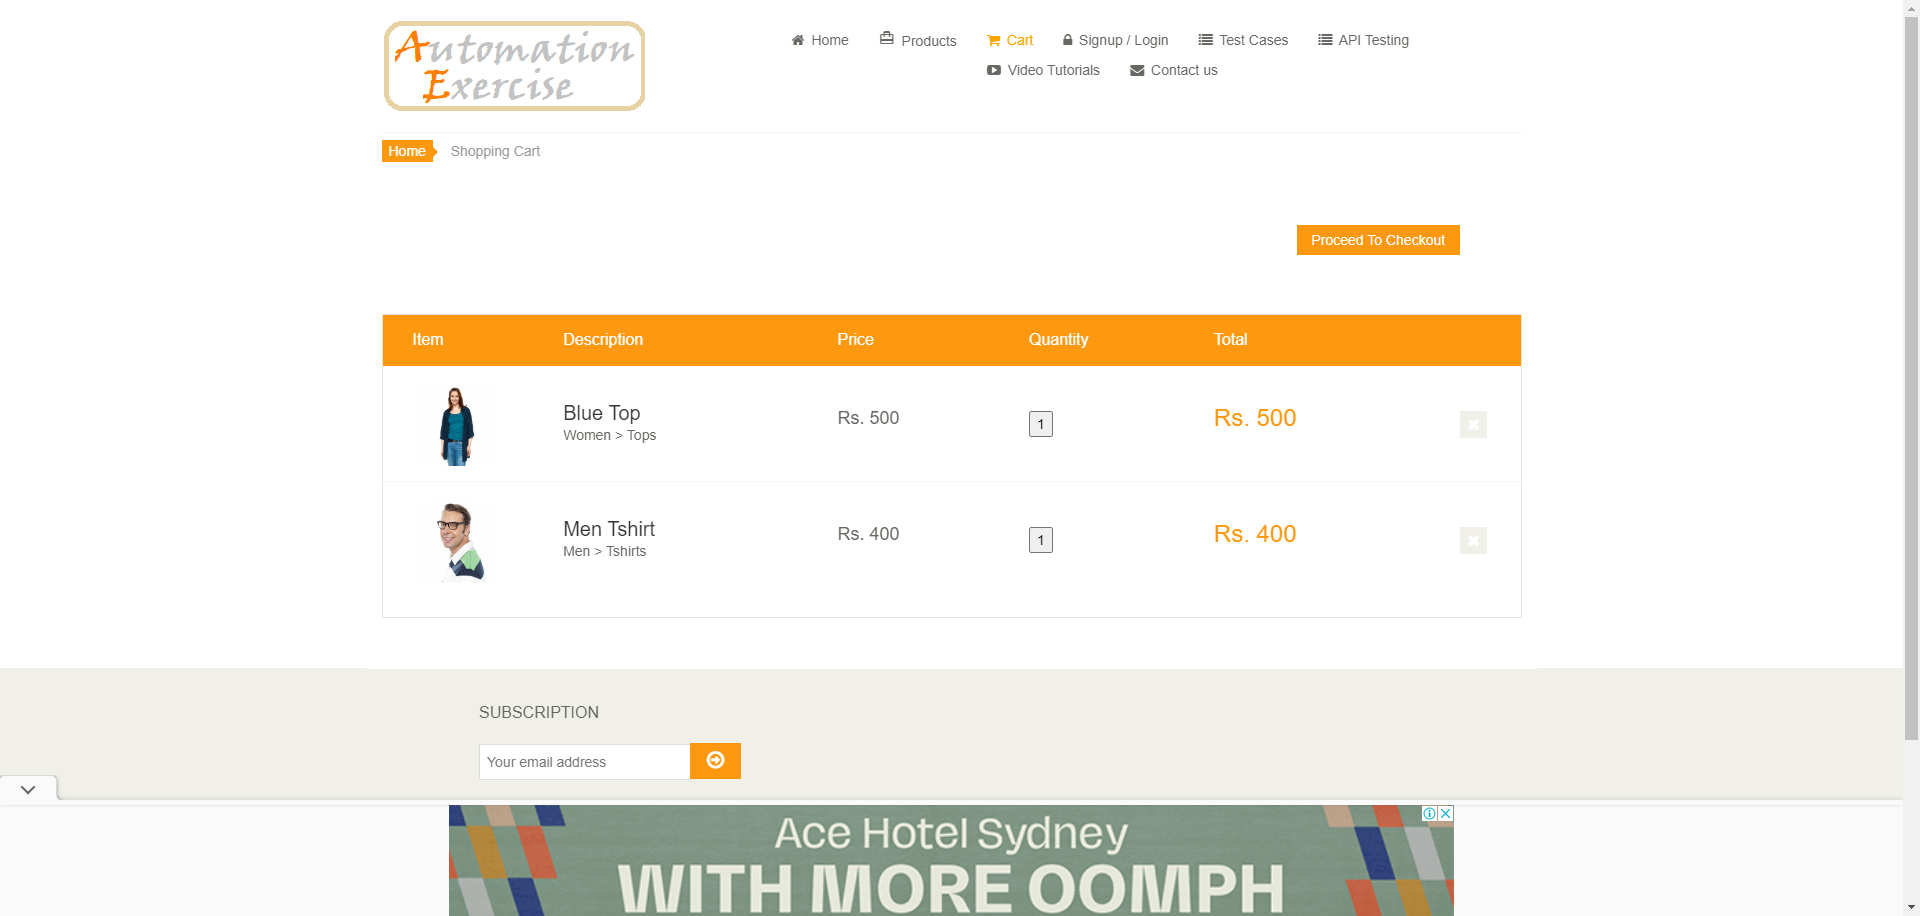 Automation
Exercise
Home
Products
Cart
Signup / Login
Test Cases
API Testing
Video Tutorials
Contact us
Home
Shopping Cart
Proceed To Checkout
Item Description Price Quantity Total
Blue Top
Women > Tops
Rs. 500
1
Rs. 500
Men Tshirt
Men > Tshirts
Rs. 400
1
Rs. 400
SUBSCRIPTION
Your email address
Ace Hotel Sydney
WITH MORE OOMPH